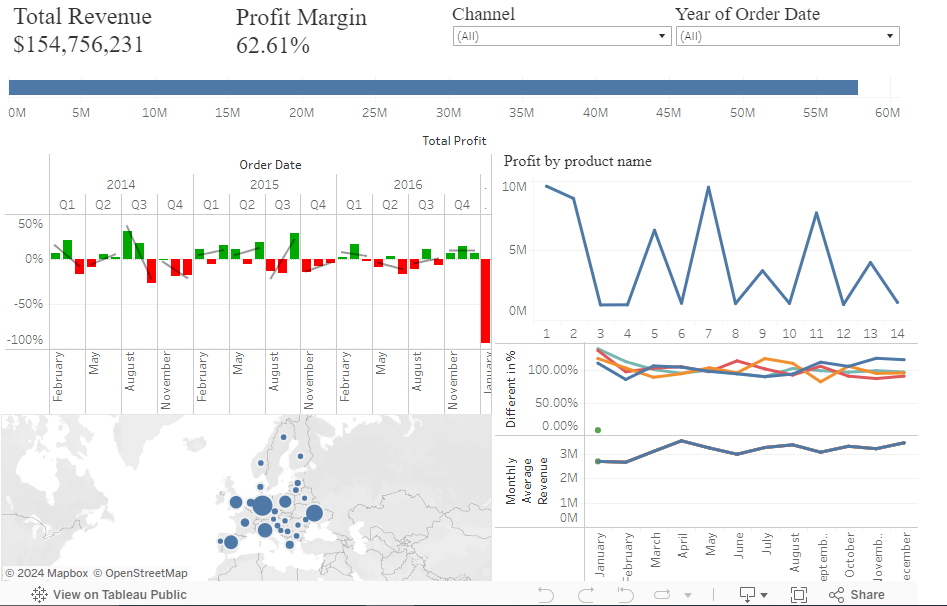 Total Revenue
$154,756,231
Profit Margin
62.61%
Channel
(All)
Year of Order Date
(All)
0M 5M 10M 15M 20M 25M 30M 35M 40M 45M 50M 55M 60M
Total Profit
Order Date
2014 2015 2016 .
Q1 Q2 Q3 Q4 Q1 Q2 Q3 Q4 Q1 Q2 Q3 Q4 .
50%
0%
-50%
-100%
February May August November February May August November February May August November January
Profit by product name
10M
5M
0M
1 2 3 4 5 6 7 8 9 10 11 12 13 14
Different in %
100.00%
50.00%
0.00%
Monthly
Average
Revenue
3M
2M
1M
0M
January February March April May June July August eptemb.. October Novemb.. December
© 2024 Mapbox © OpenStreetMap
View on Tableau Public
Share